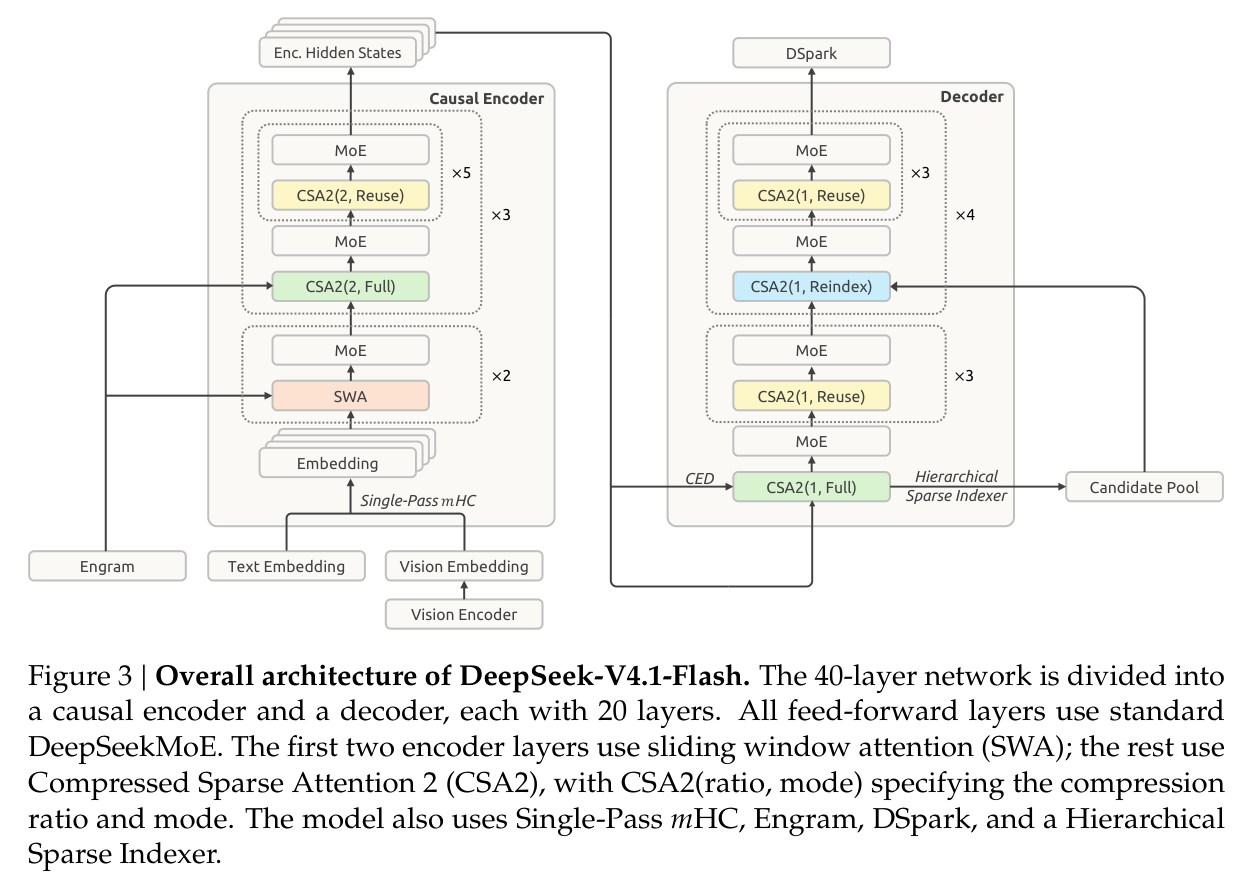 Enc. Hidden States
Causal Encoder
MoE
CSA2(2, Reuse)
×5
MoE
×3
CSA2(2, Full)
MoE
SWA
×2
Embedding
Single-Pass mHC
Engram
Text Embedding
Vision Embedding
Vision Encoder
DSpark
Decoder
MoE
CSA2(1, Reuse)
×3
MoE
×4
CSA2(1, Reindex)
MoE
CSA2(1, Reuse)
×3
MoE
CED
CSA2(1, Full)
Hierarchical
Sparse Indexer
Candidate Pool
Figure 3 | Overall architecture of DeepSeek-V4.1-Flash. The 40-layer network is divided into
a causal encoder and a decoder, each with 20 layers. All feed-forward layers use standard
DeepSeekMoE. The first two encoder layers use sliding window attention (SWA); the rest use
Compressed Sparse Attention 2 (CSA2), with CSA2(ratio, mode) specifying the compression
ratio and mode. The model also uses Single-Pass mHC, Engram, DSpark, and a Hierarchical
Sparse Indexer.